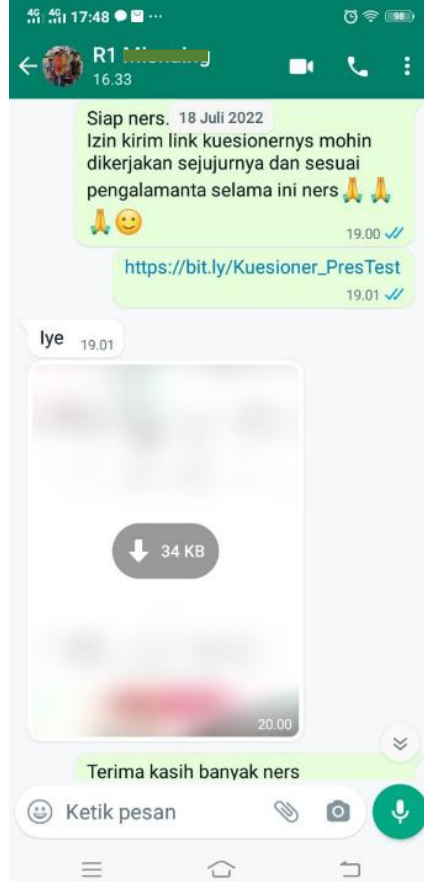 4G 4G 17:48
98
R1
16.33
Siap ners. 18 Juli 2022
Izin kirim link kuesionernys mohin
dikerjakan sejujurnya dan sesuai
pengalamanta selama ini ners
19.00
https://bit.ly/Kuesioner_PresTest
19.01
Iye 19.01
34 KB
20.00
Terima kasih banyak ners
Ketik pesan